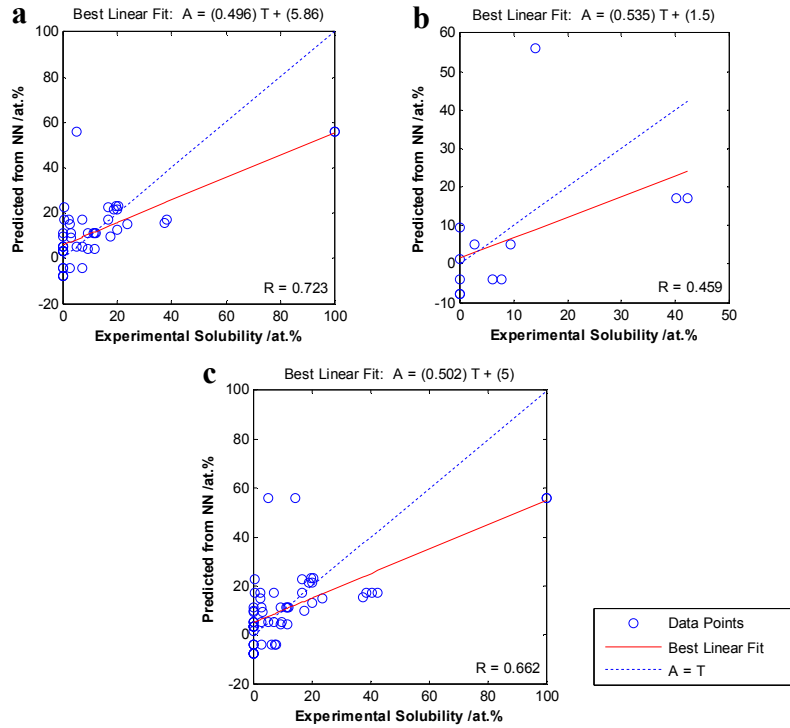 a
Best Linear Fit: A = (0.496) T + (5.86)
100
80
60
40
20
0
-20
0 20 40 60 80 100
Predicted from NN /at.%
Experimental Solubility /at.%
R = 0.723
b
Best Linear Fit: A = (0.535) T + (1.5)
60
50
40
30
20
10
0
-10
0 10 20 30 40 50
Predicted from NN /at.%
Experimental Solubility /at.%
R = 0.459
c
Best Linear Fit: A = (0.502) T + (5)
100
80
60
40
20
0
-20
0 20 40 60 80 100
Predicted from NN /at.%
Experimental Solubility /at.%
R = 0.662
Data Points
Best Linear Fit
A = T